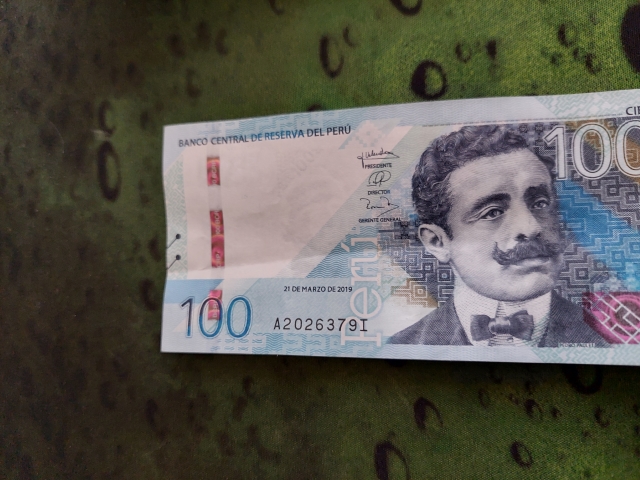 CIE
BANCO CENTRAL DE RESERVA DEL PERÚ
100
PRESIDENTE
DIRECTOR
GERENTE GENERAL
Perú
21 DE MARZO DE 2019
100
A2026379I